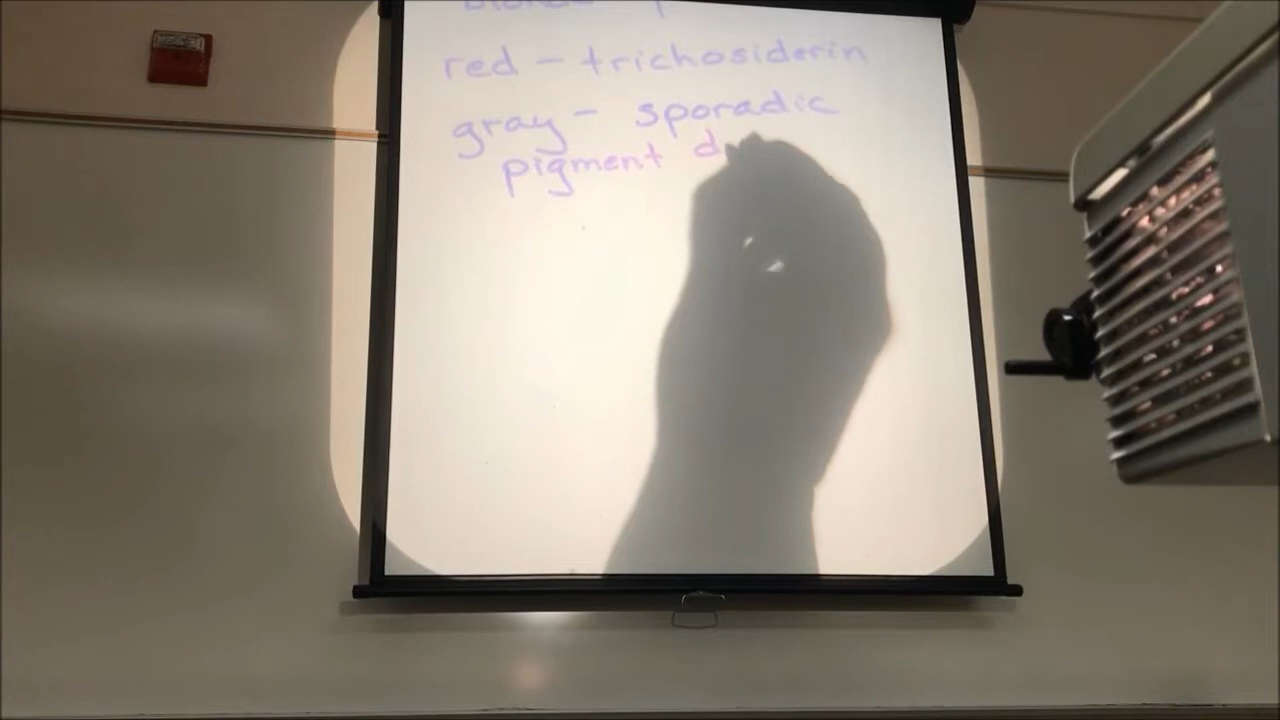 red - trichosiderin
gray - sporadic
pigment d